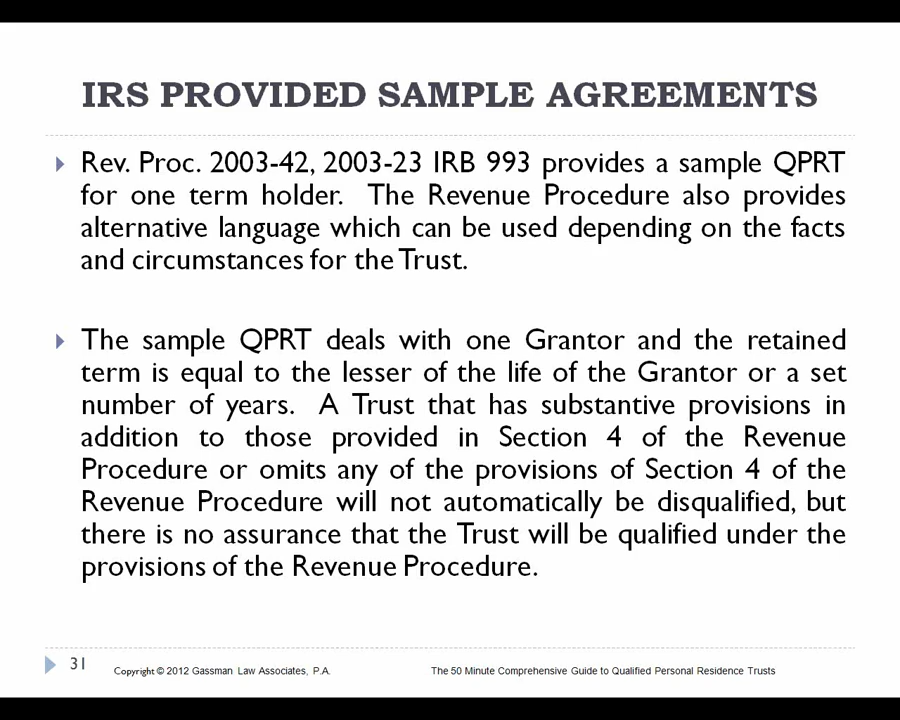 IRS PROVIDED SAMPLE AGREEMENTS
Rev. Proc. 2003-42, 2003-23 IRB 993 provides a sample QPRT
for one term holder. The Revenue Procedure also provides
alternative language which can be used depending on the facts
and circumstances for the Trust.
The sample QPRT deals with one Grantor and the retained
term is equal to the lesser of the life of the Grantor or a set
number of years. A Trust that has substantive provisions in
addition to those provided in Section 4 of the Revenue
Procedure or omits any of the provisions of Section 4 of the
Revenue Procedure will not automatically be disqualified, but
there is no assurance that the Trust will be qualified under the
provisions of the Revenue Procedure.
31
Copyright © 2012 Gassman Law Associates, P.A.
The 50 Minute Comprehensive Guide to Qualified Personal Residence Trusts